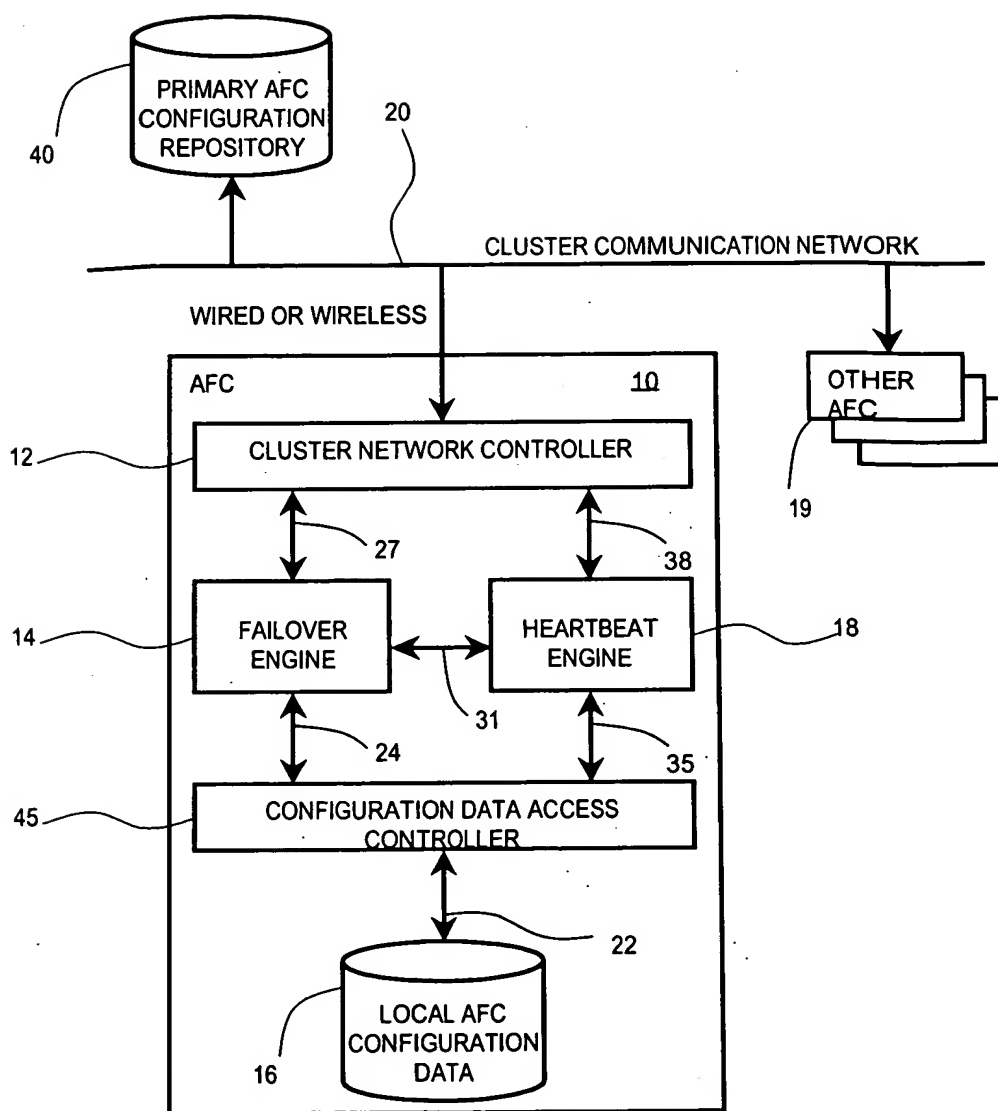 PRIMARY AFC
CONFIGURATION
REPOSITORY
40
20
CLUSTER COMMUNICATION NETWORK
WIRED OR WIRELESS
AFC
10
OTHER
AFC
19
12
CLUSTER NETWORK CONTROLLER
27
38
14
FAILOVER
ENGINE
HEARTBEAT
ENGINE
18
31
24
35
45
CONFIGURATION DATA ACCESS
CONTROLLER
22
LOCAL AFC
CONFIGURATION
DATA
16